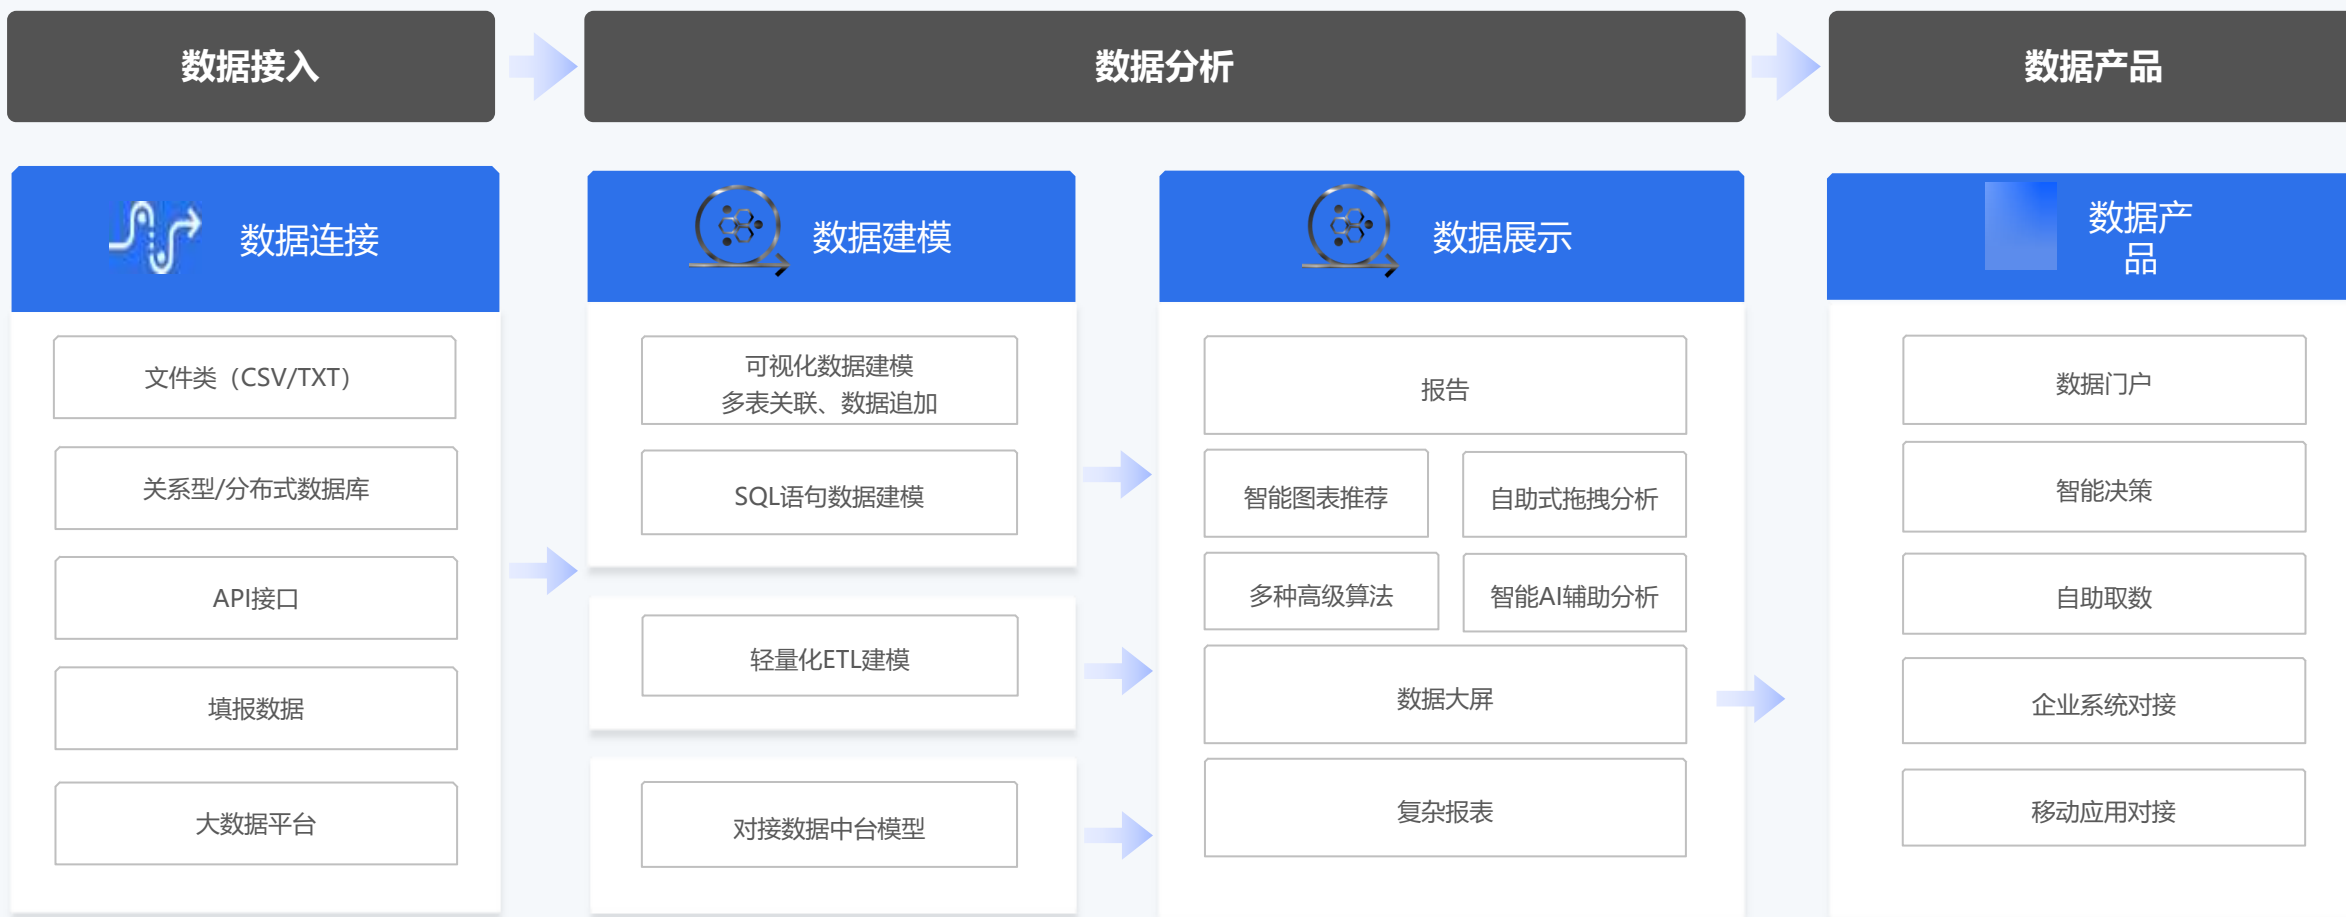 数据接入
数据分析
数据产品
数据连接
文件类（CSV/TXT）
关系型/分布式数据库
API接口
填报数据
大数据平台
数据建模
可视化数据建模
多表关联、数据追加
SQL语句数据建模
轻量化ETL建模
对接数据中台模型
数据展示
报告
智能图表推荐
自助式拖拽分析
多种高级算法
智能AI辅助分析
数据大屏
复杂报表
数据产
品
数据门户
智能决策
自助取数
企业系统对接
移动应用对接